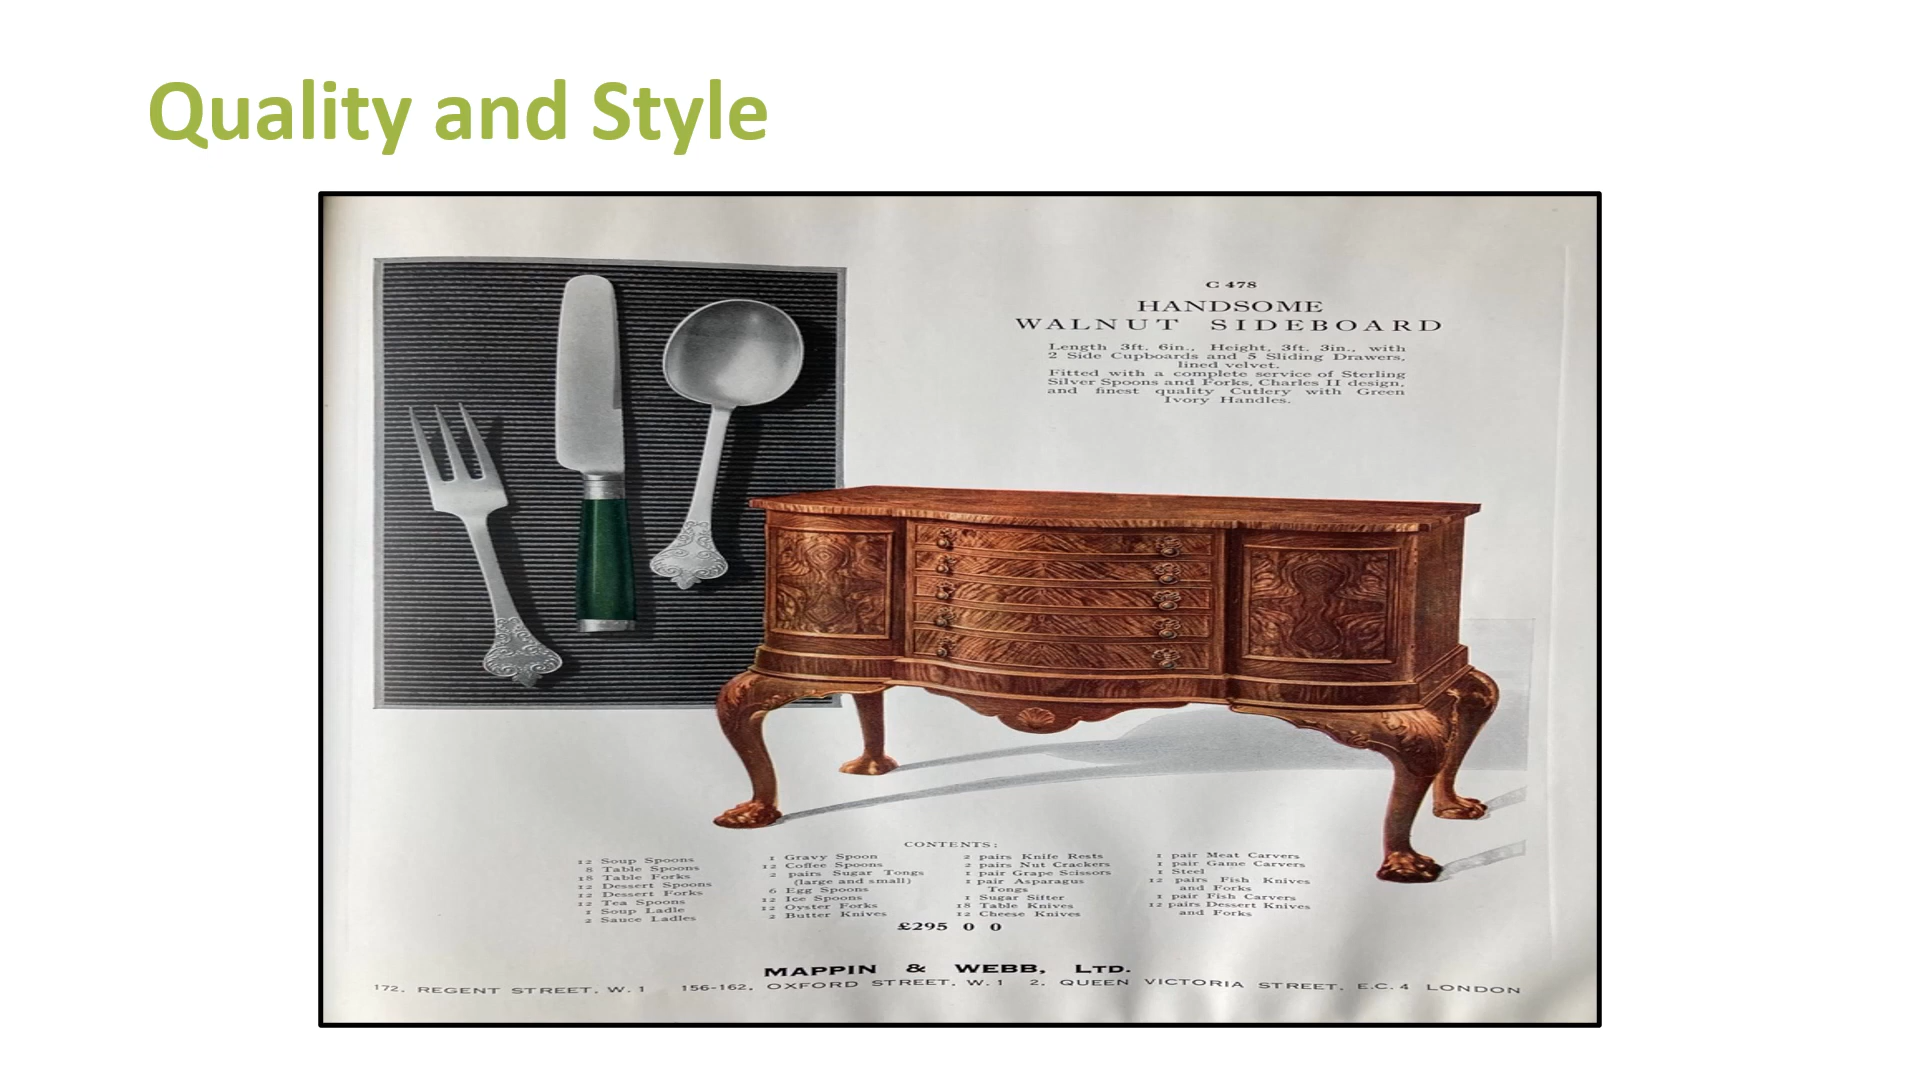 Quality and Style
C 478
HANDSOME
WALNUT SIDEBOARD
Length 3ft. 6in., Height, 3ft. 3in., with
2 Side Cupboards and 5 Sliding Drawers,
lined velvet.
Fitted with a complete service of Sterling
Silver Spoons and Forks, Charles II design,
and finest quality Cutlery with Green
Ivory Handles.
CONTENTS:
12 Soup Spoons
8 Table Spoons
18 Table Forks
12 Dessert Spoons
12 Dessert Forks
12 Tea Spoons
1 Soup Ladle
2 Sauce Ladles
1 Gravy Spoon
12 Coffee Spoons
2 pairs Sugar Tongs
(large and small)
6 Egg Spoons
12 Ice Spoons
12 Oyster Forks
2 Butter Knives
2 pairs Knife Rests
2 pairs Nut Crackers
1 pair Grape Scissors
1 pair Asparagus
Tongs
1 Sugar Sifter
18 Table Knives
12 Cheese Knives
1 pair Meat Carvers
1 pair Game Carvers
1 Steel
12 pairs Fish Knives
and Forks
1 pair Fish Carvers
12 pairs Dessert Knives
and Forks
£295 0 0
MAPPIN & WEBB, LTD.
172, REGENT STREET, W.1 156-162, OXFORD STREET, W.1 2, QUEEN VICTORIA STREET, E.C.4 LONDON